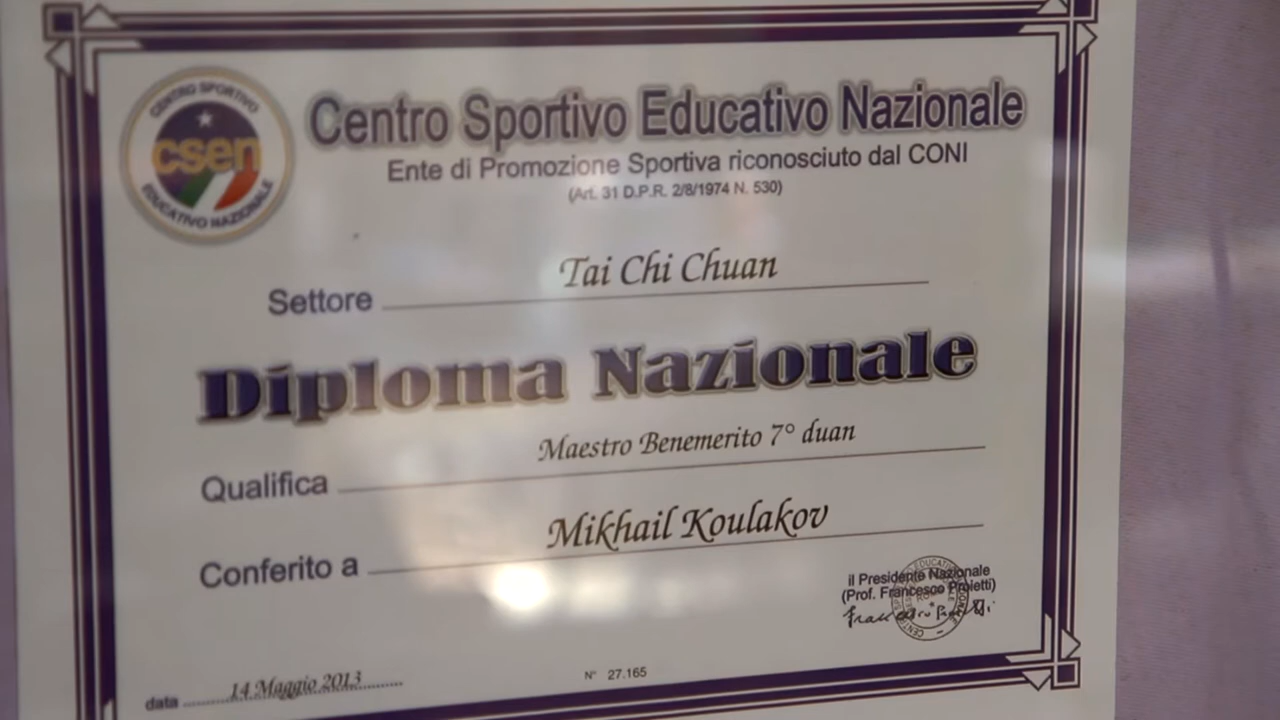 CENTRO SPORTIVO
csen
EDUCATIVO NAZIONALE
Centro Sportivo Educativo Nazionale
Ente di Promozione Sportiva riconosciuto dal CONI
(Art. 31 D.P.R. 2/8/1974 N. 530)
Settore Tai Chi Chuan
Diploma Nazionale
Qualifica Maestro Benemerito 7° duan
Conferito a Mikhail Koulakov
il Presidente Nazionale
(Prof. Francesco Proietti)
data 14 Maggio 2013
N° 27.165